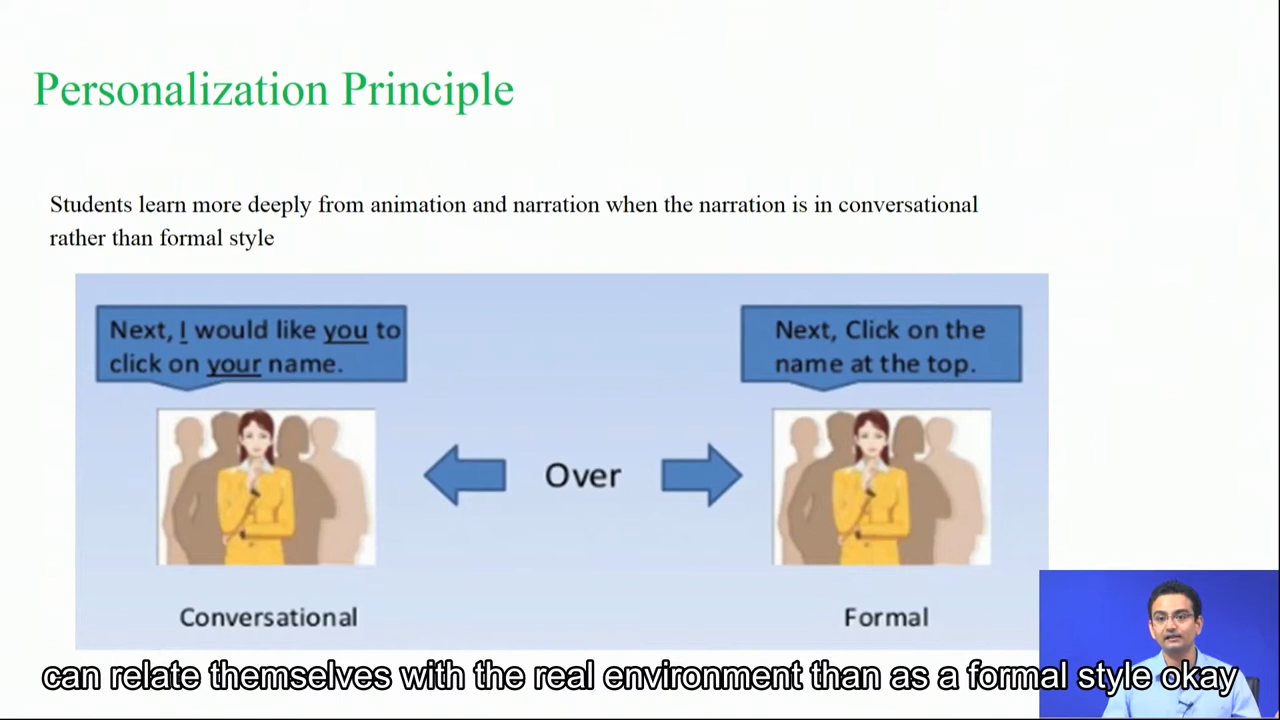 Personalization Principle
Students learn more deeply from animation and narration when the narration is in conversational
rather than formal style
Next, I would like you to
click on your name.
Next, Click on the
name at the top.
Over
Conversational
Formal
can relate themselves with the real environment than as a formal style okay